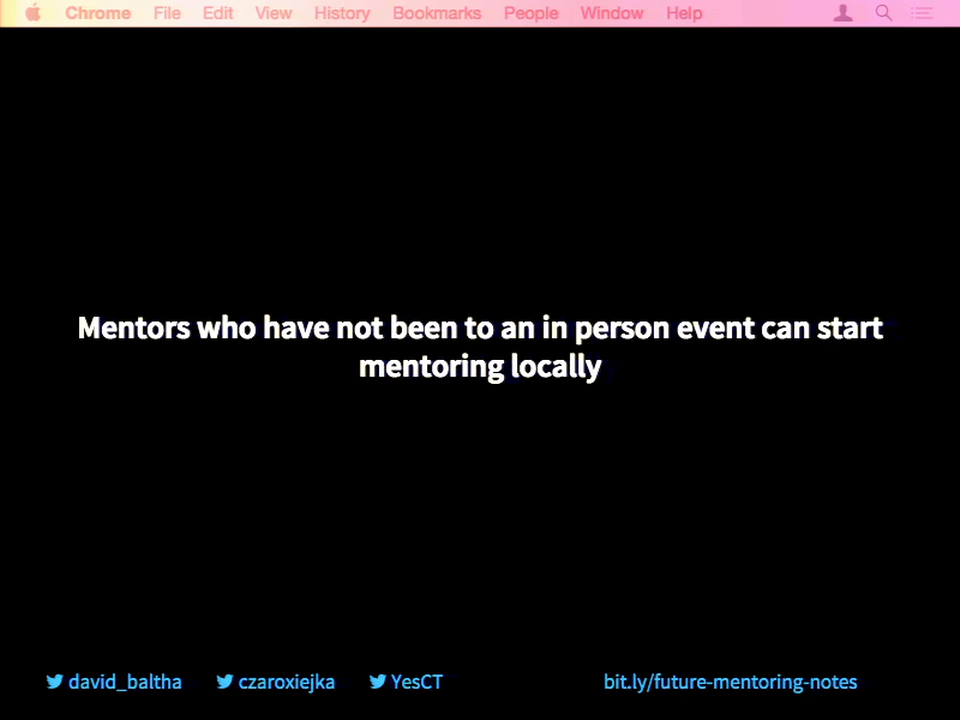 Chrome File Edit View History Bookmarks People Window Help
Mentors who have not been to an in person event can start
mentoring locally
david_baltha czaroxiejka YesCT bit.ly/future-mentoring-notes